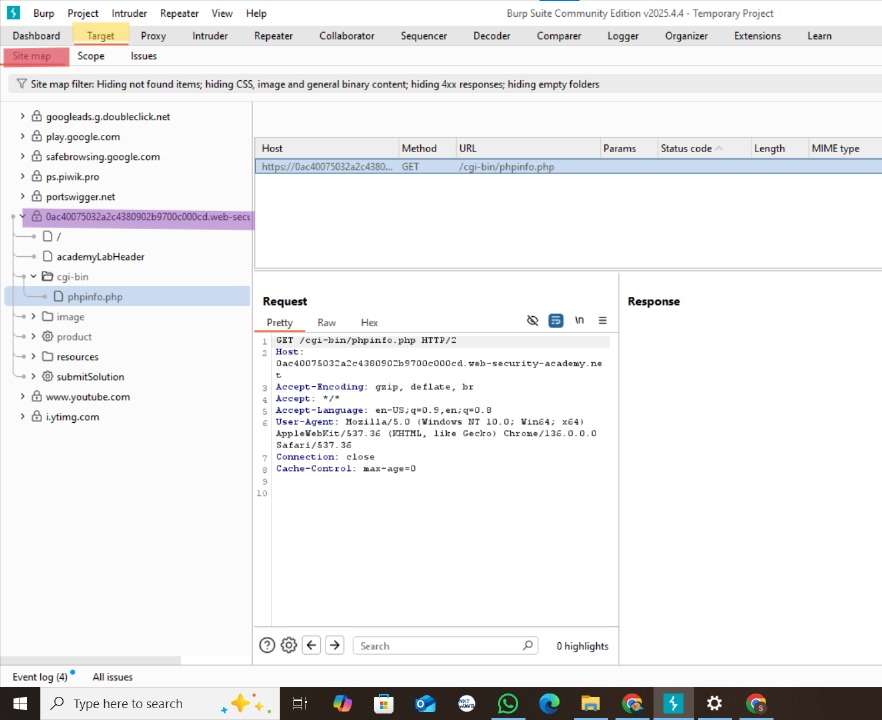 Burp Project Intruder Repeater View Help Burp Suite Community Edition v2025.4.4 - Temporary Project
Dashboard Target Proxy Intruder Repeater Collaborator Sequencer Decoder Comparer Logger Organizer Extensions Learn
Site map Scope Issues
Site map filter: Hiding not found items; hiding CSS, image and general binary content; hiding 4xx responses; hiding empty folders
googleads.g.doubleclick.net
play.google.com
safebrowsing.google.com
ps.piwik.pro
portswigger.net
0ac40075032a2c4380902b9700c000cd.web-secu
/
academyLabHeader
cgi-bin
phpinfo.php
image
product
resources
submitSolution
www.youtube.com
i.ytimg.com
Host Method URL Params Status code Length MIME type
https://0ac40075032a2c4380... GET /cgi-bin/phpinfo.php
Request
Response
Pretty Raw Hex \n
1 GET /cgi-bin/phpinfo.php HTTP/2
2 Host:
0ac40075032a2c4380902b9700c000cd.web-security-academy.ne
t
3 Accept-Encoding: gzip, deflate, br
4 Accept: */*
5 Accept-Language: en-US;q=0.9,en;q=0.8
6 User-Agent: Mozilla/5.0 (Windows NT 10.0; Win64; x64)
AppleWebKit/537.36 (KHTML, like Gecko) Chrome/136.0.0.0
Safari/537.36
7 Connection: close
8 Cache-Control: max-age=0
9
10
Search 0 highlights
Event log (4) All issues
Type here to search